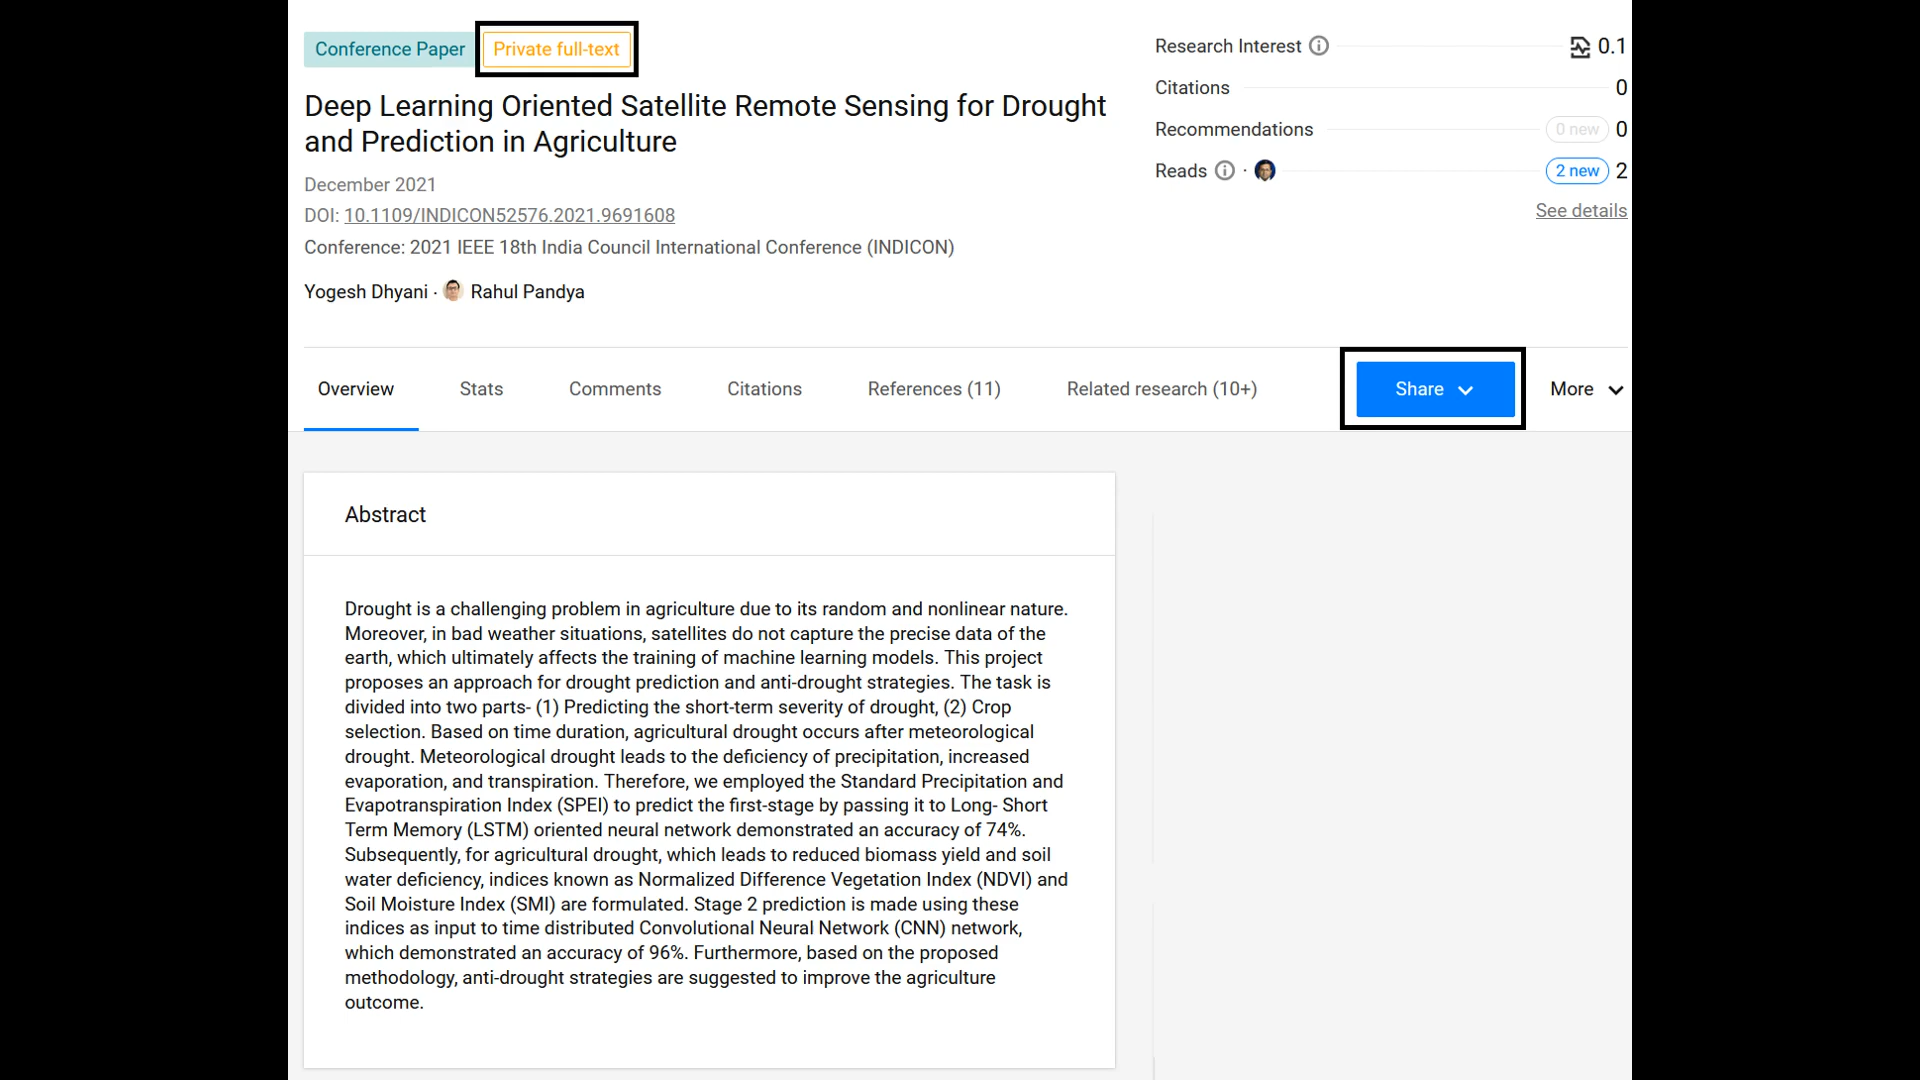 Conference Paper Private full-text
Deep Learning Oriented Satellite Remote Sensing for Drought
and Prediction in Agriculture
December 2021
DOI: 10.1109/INDICON52576.2021.9691608
Conference: 2021 IEEE 18th India Council International Conference (INDICON)
Yogesh Dhyani · Rahul Pandya
Research Interest 0.1
Citations 0
Recommendations 0 new 0
Reads · 2 new 2
See details
Overview Stats Comments Citations References (11) Related research (10+) Share More
Abstract
Drought is a challenging problem in agriculture due to its random and nonlinear nature.
Moreover, in bad weather situations, satellites do not capture the precise data of the
earth, which ultimately affects the training of machine learning models. This project
proposes an approach for drought prediction and anti-drought strategies. The task is
divided into two parts- (1) Predicting the short-term severity of drought, (2) Crop
selection. Based on time duration, agricultural drought occurs after meteorological
drought. Meteorological drought leads to the deficiency of precipitation, increased
evaporation, and transpiration. Therefore, we employed the Standard Precipitation and
Evapotranspiration Index (SPEI) to predict the first-stage by passing it to Long- Short
Term Memory (LSTM) oriented neural network demonstrated an accuracy of 74%.
Subsequently, for agricultural drought, which leads to reduced biomass yield and soil
water deficiency, indices known as Normalized Difference Vegetation Index (NDVI) and
Soil Moisture Index (SMI) are formulated. Stage 2 prediction is made using these
indices as input to time distributed Convolutional Neural Network (CNN) network,
which demonstrated an accuracy of 96%. Furthermore, based on the proposed
methodology, anti-drought strategies are suggested to improve the agriculture
outcome.